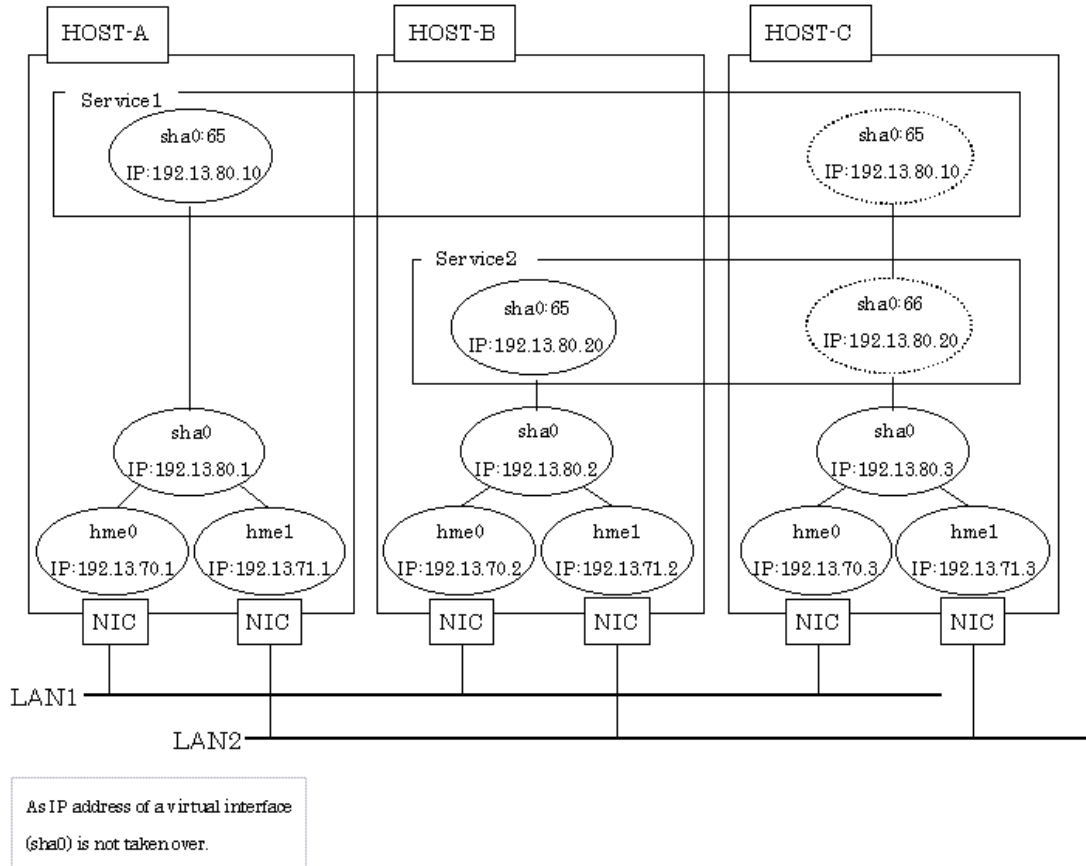 HOST-A
HOST-B
HOST-C
Service1
sha0:65
IP:192.13.80.10
sha0:65
IP:192.13.80.10
Service2
sha0:65
IP:192.13.80.20
sha0:66
IP:192.13.80.20
sha0
IP:192.13.80.1
sha0
IP:192.13.80.2
sha0
IP:192.13.80.3
hme0
IP:192.13.70.1
hme1
IP:192.13.71.1
hme0
IP:192.13.70.2
hme1
IP:192.13.71.2
hme0
IP:192.13.70.3
hme1
IP:192.13.71.3
NIC
NIC
NIC
NIC
NIC
NIC
LAN1
LAN2
As IP address of a virtual interface
(sha0) is not taken over.